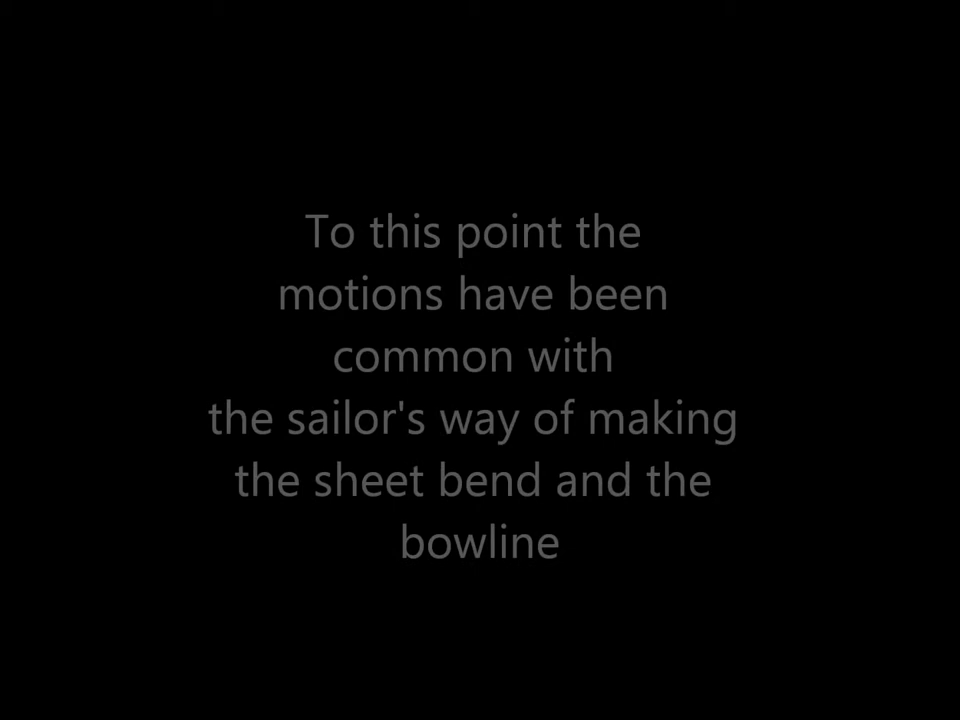 To this point the
motions have been
common with
the sailor's way of making
the sheet bend and the
bowline